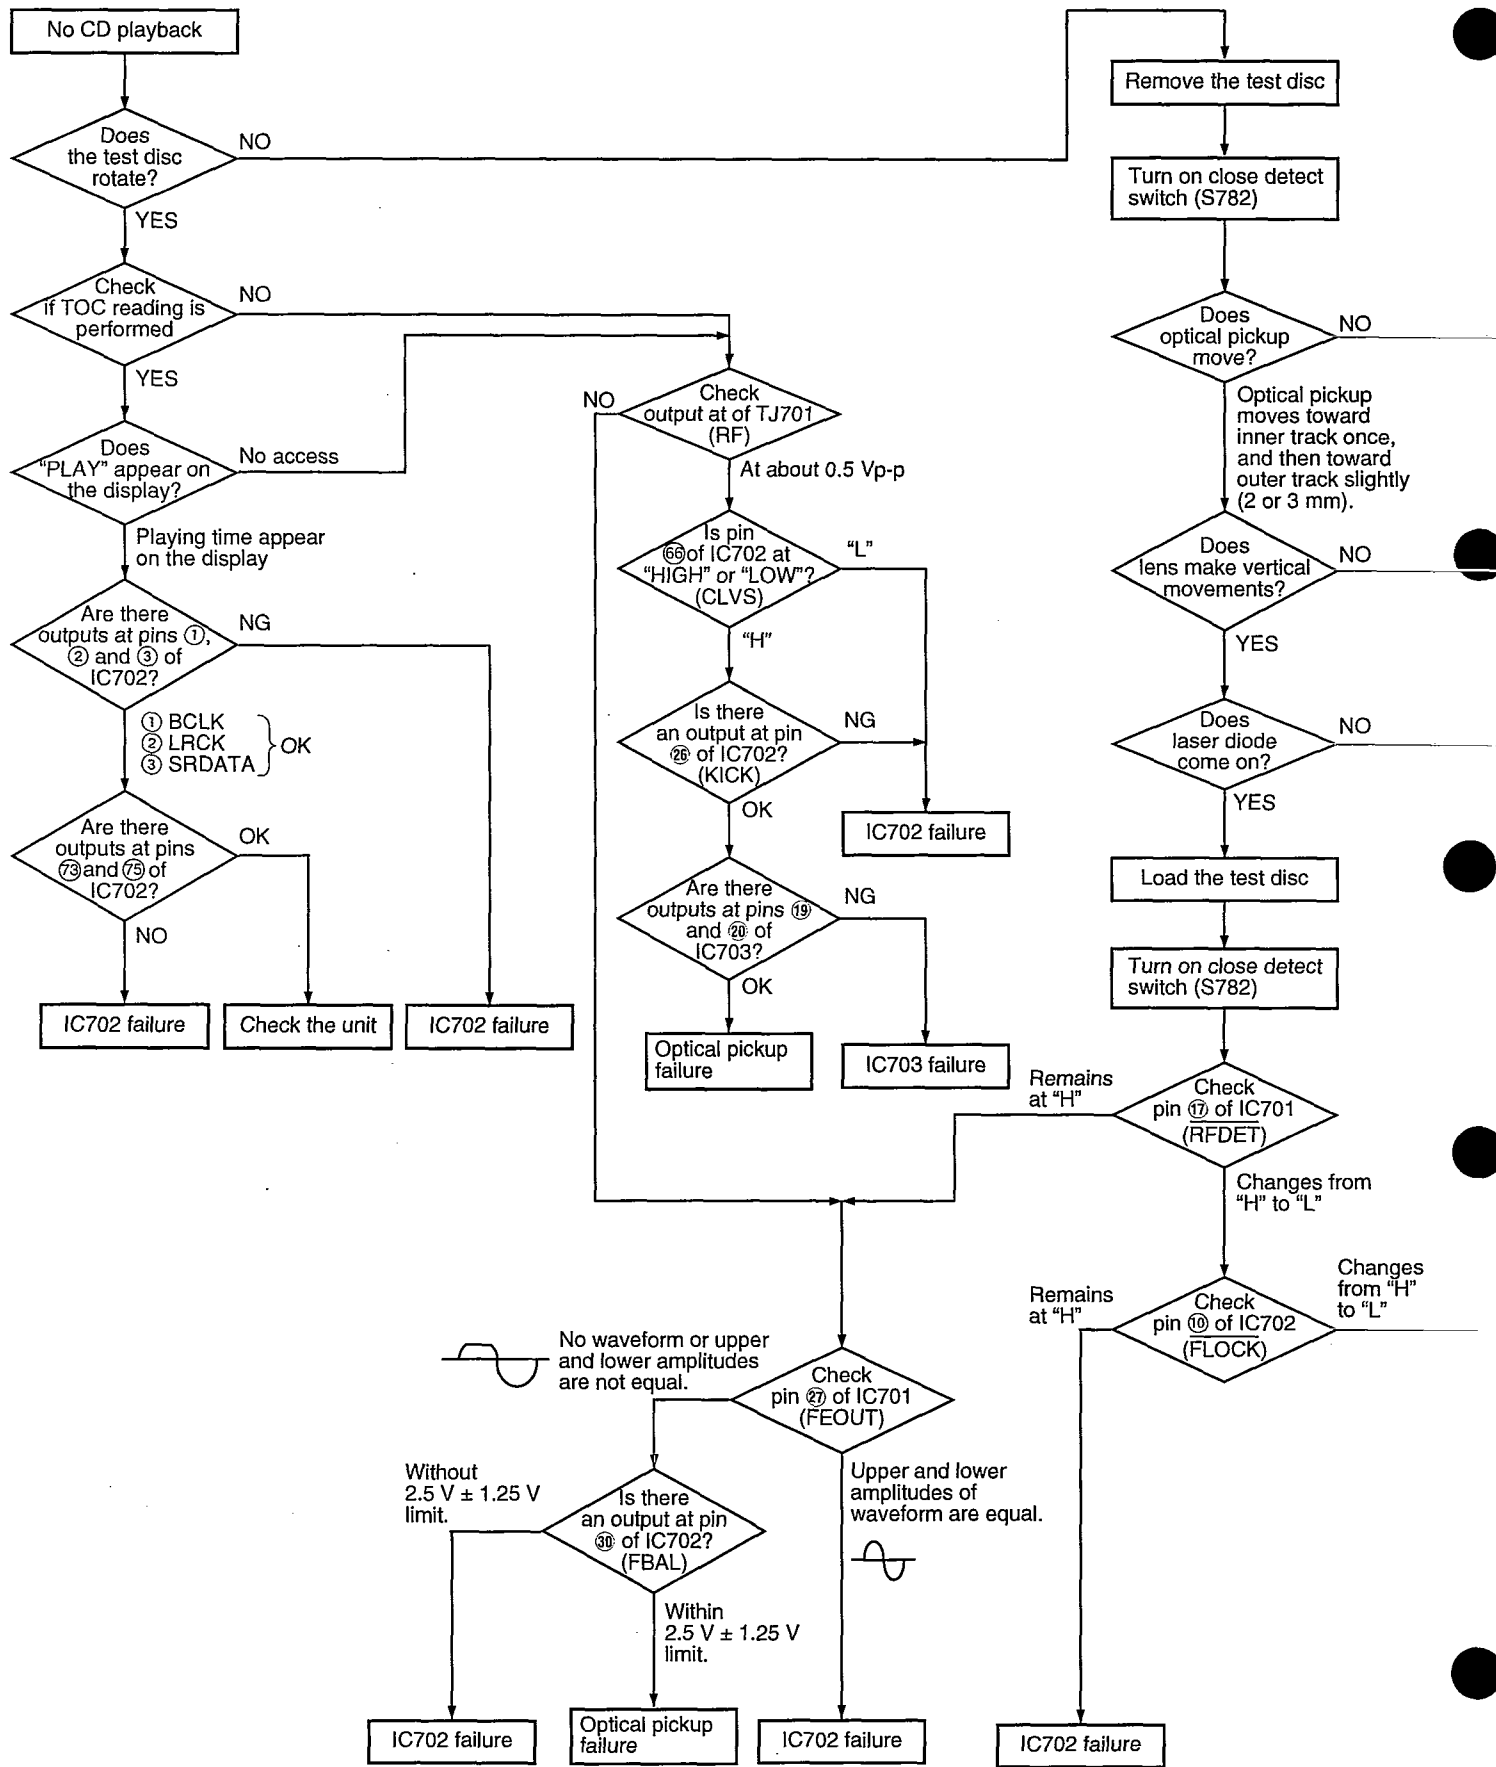 No CD playback
Does
the test disc
rotate?
NO
YES
Check
if TOC reading is
performed
NO
YES
Does
“PLAY” appear on
the display?
No access
Playing time appear
on the display
Are there
outputs at pins ①,
② and ③ of
IC702?
NG
① BCLK
② LRCK
③ SRDATA
OK
Are there
outputs at pins
㊼ and ㊆ of
IC702?
OK
NO
IC702 failure
Check the unit
IC702 failure
NO
Check
output at of TJ701
(RF)
At about 0.5 Vp-p
Is pin
66 of IC702 at
“HIGH” or “LOW”?
(CLVS)
“L”
“H”
Is there
an output at pin
㉖ of IC702?
(KICK)
NG
OK
IC702 failure
Are there
outputs at pins ⑲
and ⑳ of
IC703?
NG
OK
Optical pickup
failure
IC703 failure
Remove the test disc
Turn on close detect
switch (S782)
Does
optical pickup
move?
NO
Optical pickup
moves toward
inner track once,
and then toward
outer track slightly
(2 or 3 mm).
Does
lens make vertical
movements?
NO
YES
Does
laser diode
come on?
NO
YES
Load the test disc
Turn on close detect
switch (S782)
Remains
at “H”
Check
pin ⑰ of IC701
(RFDET)
Changes from
“H” to “L”
Remains
at “H”
Check
pin ⑩ of IC702
(FLOCK)
Changes
from “H”
to “L”
No waveform or upper
and lower amplitudes
are not equal.
Check
pin ㉗ of IC701
(FEOUT)
Without
2.5 V ± 1.25 V
limit.
Is there
an output at pin
㉚ of IC702?
(FBAL)
Upper and lower
amplitudes of
waveform are equal.
Within
2.5 V ± 1.25 V
limit.
IC702 failure
Optical pickup
failure
IC702 failure
IC702 failure